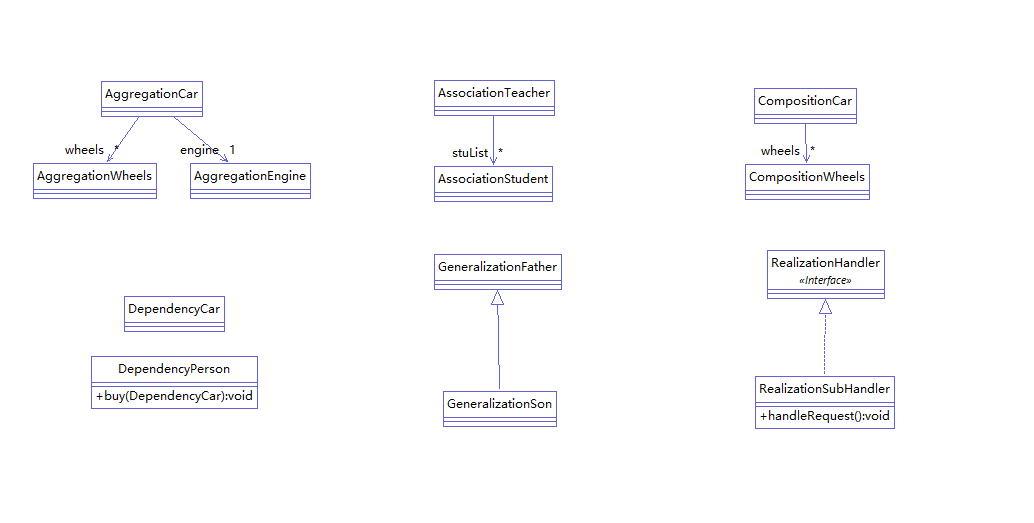 AggregationCar
wheels *
engine 1
AggregationWheels
AggregationEngine
AssociationTeacher
stuList *
AssociationStudent
CompositionCar
wheels *
CompositionWheels
DependencyCar
DependencyPerson
+buy(DependencyCar):void
GeneralizationFather
GeneralizationSon
RealizationHandler
«Interface»
RealizationSubHandler
+handleRequest():void